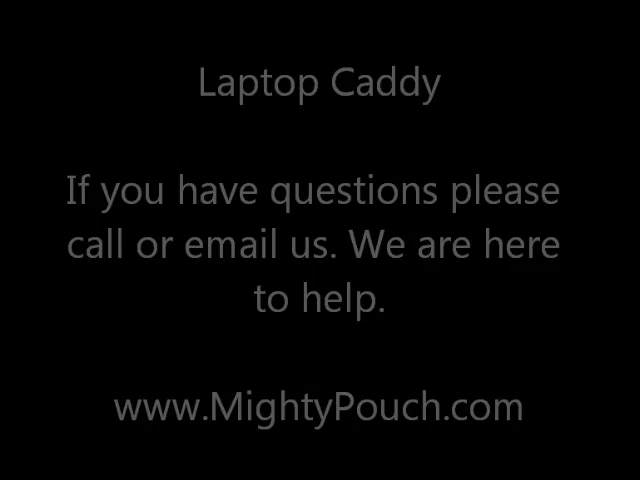 Laptop Caddy
If you have questions please
call or email us. We are here
to help.
www.MightyPouch.com